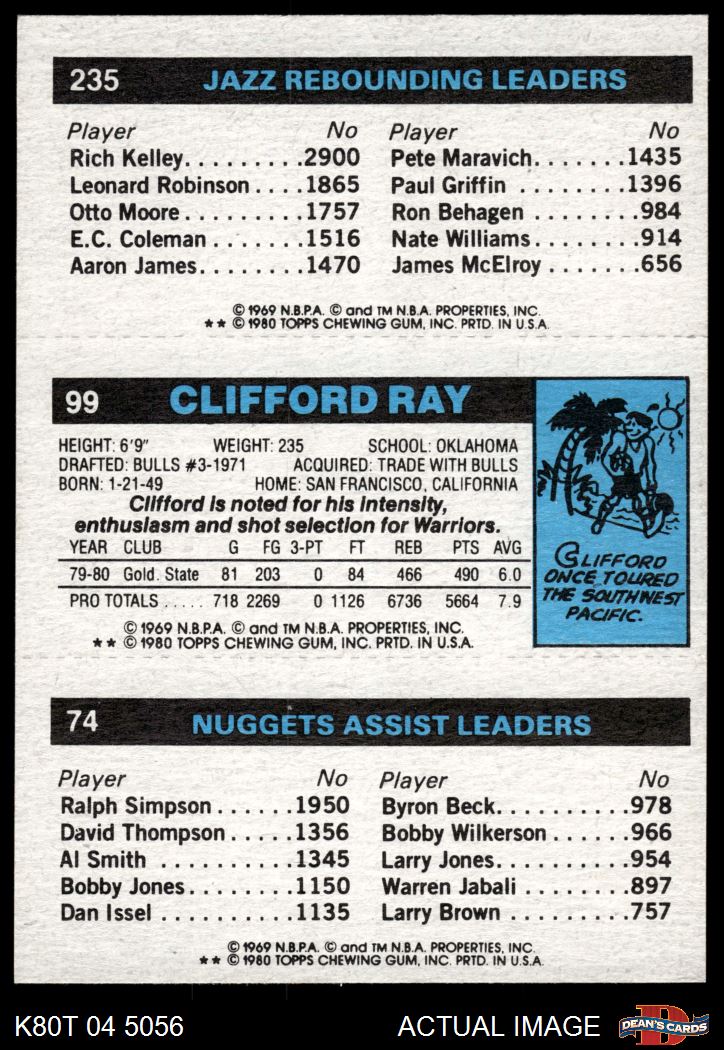 235 JAZZ REBOUNDING LEADERS
Player No Player No
Rich Kelley. . . . . . . . .2900 Pete Maravich. . . . . . .1435
Leonard Robinson . . . .1865 Paul Griffin . . . . . . . .1396
Otto Moore . . . . . . . . .1757 Ron Behagen . . . . . . . .984
E.C. Coleman . . . . . . .1516 Nate Williams. . . . . . . .914
Aaron James. . . . . . . .1470 James McElroy . . . . . . .656
© 1969 N.B.P.A. © and TM N.B.A. PROPERTIES, INC.
★★ © 1980 TOPPS CHEWING GUM, INC. PRTD. IN U.S.A.
99 CLIFFORD RAY
HEIGHT: 6'9" WEIGHT: 235 SCHOOL: OKLAHOMA
DRAFTED: BULLS #3-1971 ACQUIRED: TRADE WITH BULLS
BORN: 1-21-49 HOME: SAN FRANCISCO, CALIFORNIA
Clifford is noted for his intensity,
enthusiasm and shot selection for Warriors.
YEAR CLUB G FG 3-PT FT REB PTS AVG
79-80 Gold. State 81 203 0 84 466 490 6.0
PRO TOTALS . . . . . 718 2269 0 1126 6736 5664 7.9
© 1969 N.B.P.A. © and TM N.B.A. PROPERTIES, INC.
★★ © 1980 TOPPS CHEWING GUM, INC. PRTD. IN U.S.A.
CLIFFORD
ONCE TOURED
THE SOUTHWEST
PACIFIC.
74 NUGGETS ASSIST LEADERS
Player No Player No
Ralph Simpson . . . . . .1950 Byron Beck. . . . . . . . . .978
David Thompson . . . . .1356 Bobby Wilkerson . . . . . .966
Al Smith . . . . . . . . . .1345 Larry Jones. . . . . . . . . .954
Bobby Jones. . . . . . . .1150 Warren Jabali . . . . . . . .897
Dan Issel . . . . . . . . . .1135 Larry Brown . . . . . . . . .757
© 1969 N.B.P.A. © and TM N.B.A. PROPERTIES, INC.
★★ © 1980 TOPPS CHEWING GUM, INC. PRTD. IN U.S.A.
K80T 04 5056 ACTUAL IMAGE D DEAN'S CARDS